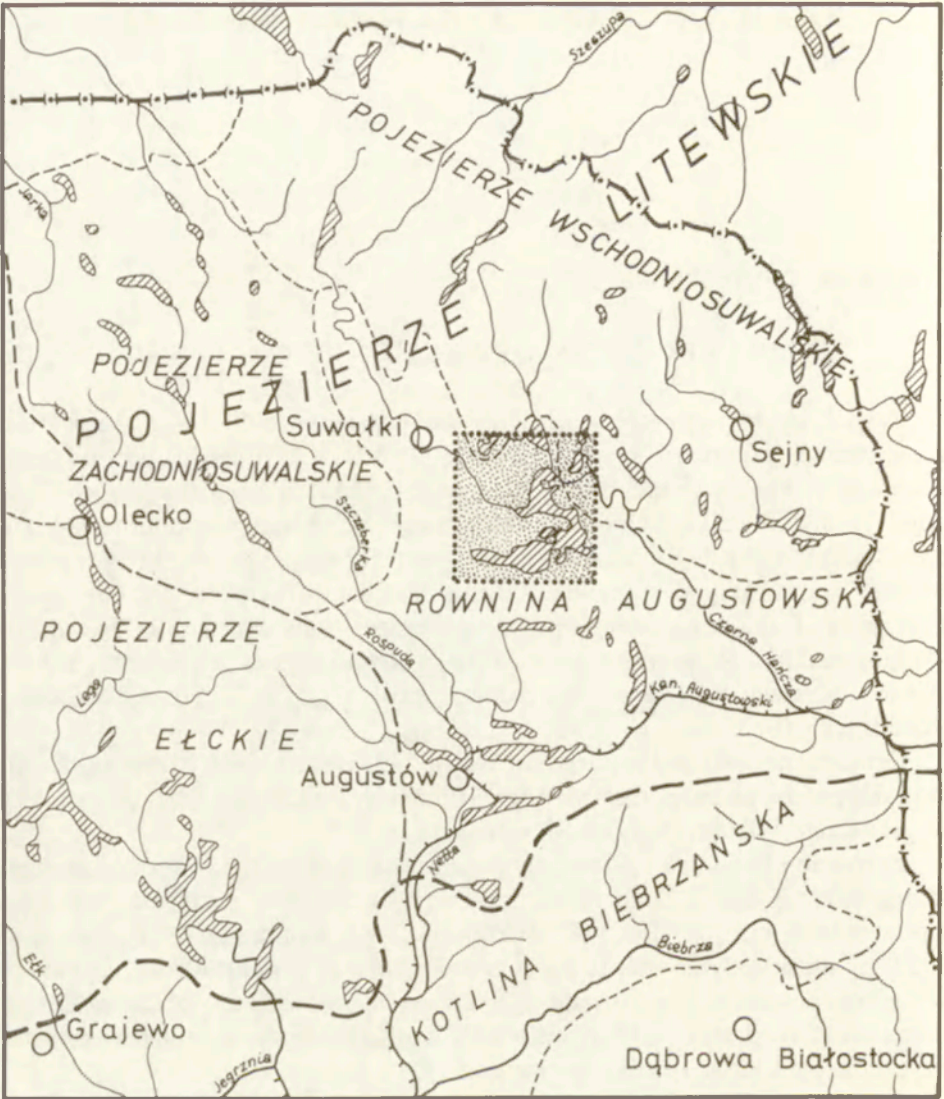 Szeszupa
POJEZIERZE LITEWSKIE
POJEZIERZE WSCHODNIOSUWALSKIE
Jarka
POJEZIERZE
ZACHODNIOSUWALSKIE
Suwałki
Sejny
Olecko
Szczeberka
RÓWNINA AUGUSTOWSKA
Czarna Hańcza
Rospuda
POJEZIERZE
EŁCKIE
Lega
Kan. Augustowski
Augustów
Netta
KOTLINA BIEBRZAŃSKA
Biebrza
Ełk
Grajewo
Jegrznia
Dąbrowa Białostocka